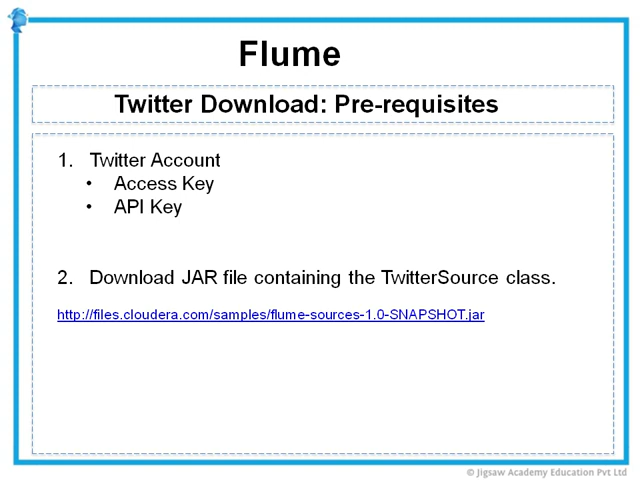 Flume
Twitter Download: Pre-requisites
1. Twitter Account
• Access Key
• API Key
2. Download JAR file containing the TwitterSource class.
http://files.cloudera.com/samples/flume-sources-1.0-SNAPSHOT.jar
© Jigsaw Academy Education Pvt Ltd